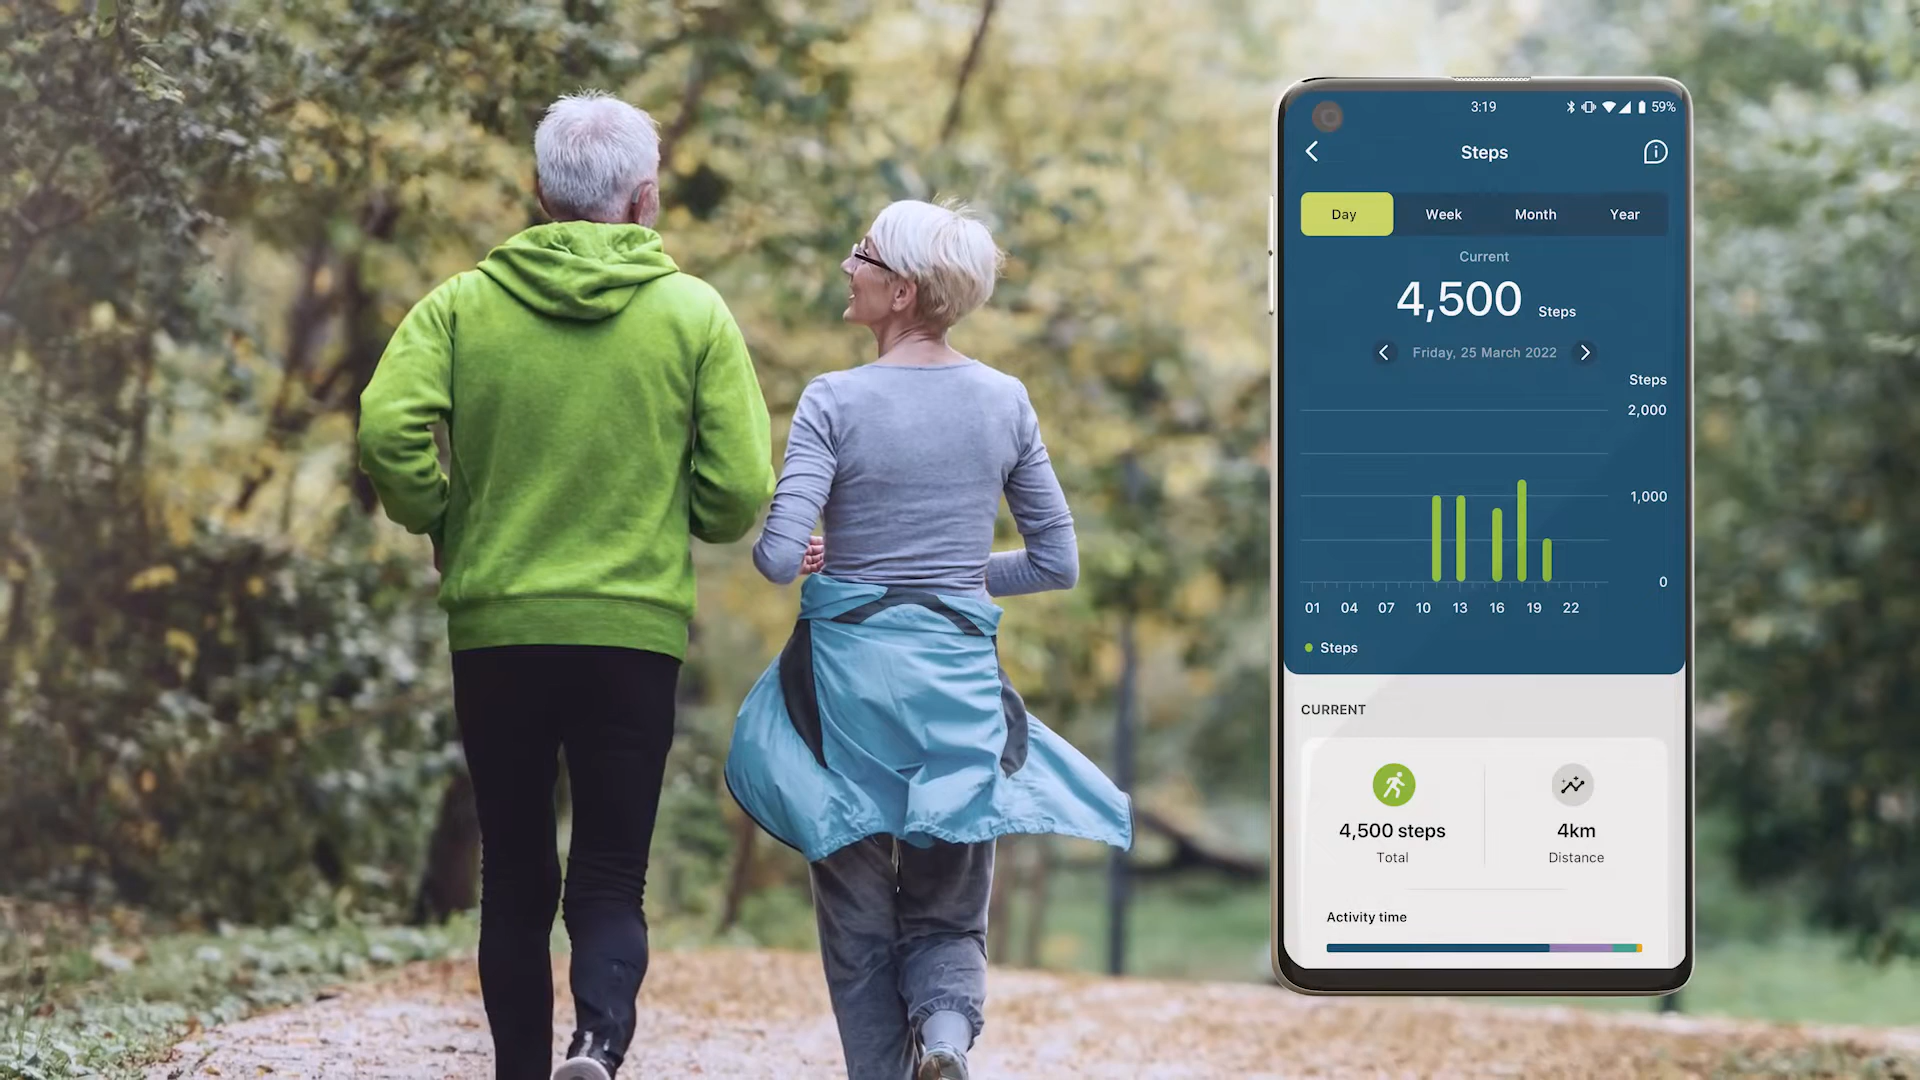 3:19 59%
Steps
Day Week Month Year
Current
4,500 Steps
Friday, 25 March 2022
Steps
2,000
1,000
0
01 04 07 10 13 16 19 22
Steps
CURRENT
4,500 steps 4km
Total Distance
Activity time